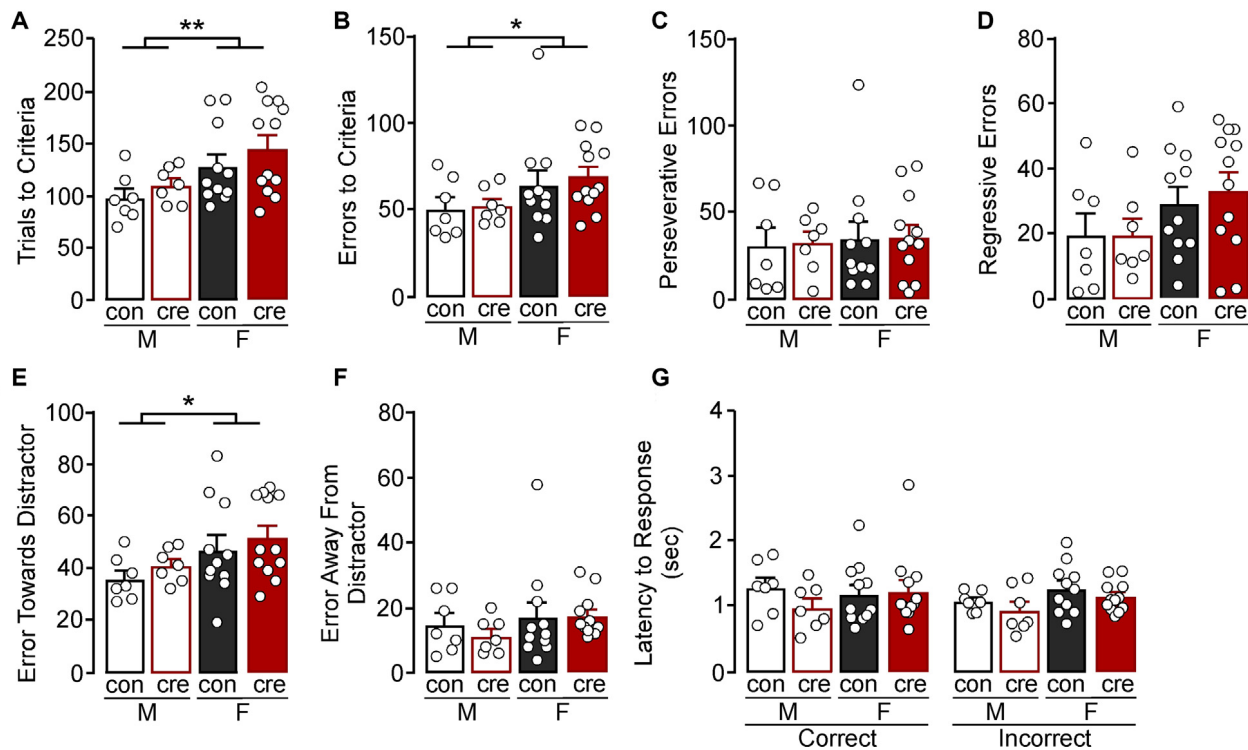 A
Trials to Criteria
250
200
150
100
50
0
**
con cre con cre
M F
B
Errors to Criteria
150
100
50
0
*
con cre con cre
M F
C
Perseverative Errors
150
100
50
0
con cre con cre
M F
D
Regressive Errors
80
60
40
20
0
con cre con cre
M F
E
Error Towards Distractor
100
80
60
40
20
0
*
con cre con cre
M F
F
Error Away From
Distractor
80
60
40
20
0
con cre con cre
M F
G
Latency to Response
(sec)
4
3
2
1
0
con cre con cre con cre con cre
M F M F
Correct Incorrect